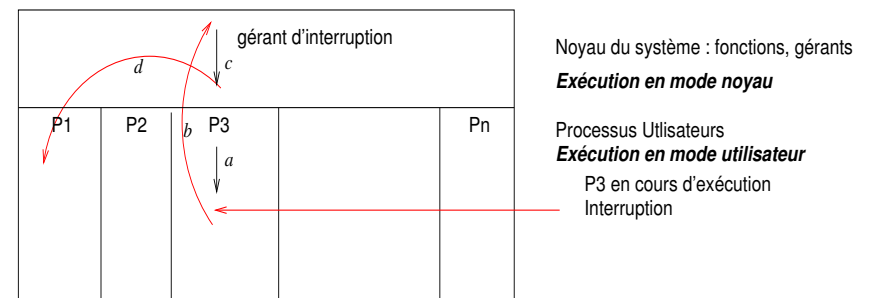 gérant d'interruption
c
d
Noyau du système : fonctions, gérants
Exécution en mode noyau
P1
P2
b
P3
Pn
a
Processus Utlisateurs
Exécution en mode utilisateur
P3 en cours d'exécution
Interruption